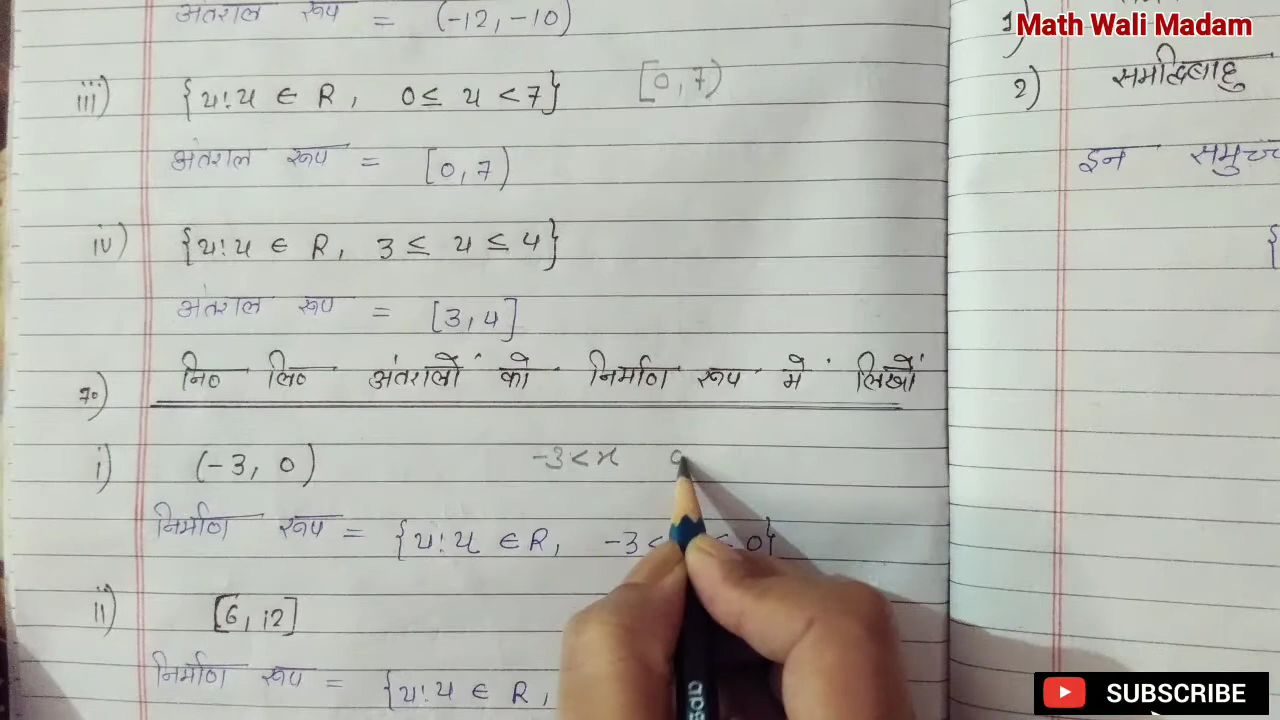 अंतराल रूप = (-12, -10)
iii) {x:x ∈ R, 0 ≤ x < 7} [0, 7)
अंतराल रूप = [0, 7)
iv) {x:x ∈ R, 3 ≤ x ≤ 4}
अंतराल रूप = [3, 4]
7.) नि० लि० अंतरालों को निर्माण रूप में लिखों
i) (-3, 0) -3 < x
निर्माण रूप = {x:x ∈ R, -3 < < 0}
ii) [6, 12]
निर्माण रूप = {x:x ∈ R,
1)
2) समद्विबाहु
इन समुच्च
{
Math Wali Madam
SUBSCRIBE